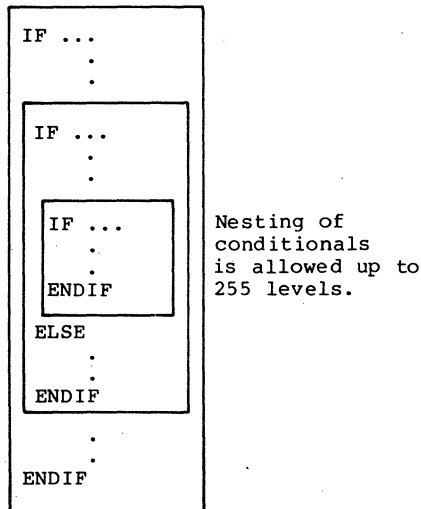 IF ...
.
.
IF ...
.
.
IF ...
.
.
ENDIF
ELSE
.
.
ENDIF
.
.
ENDIF
Nesting of
conditionals
is allowed up to
255 levels.